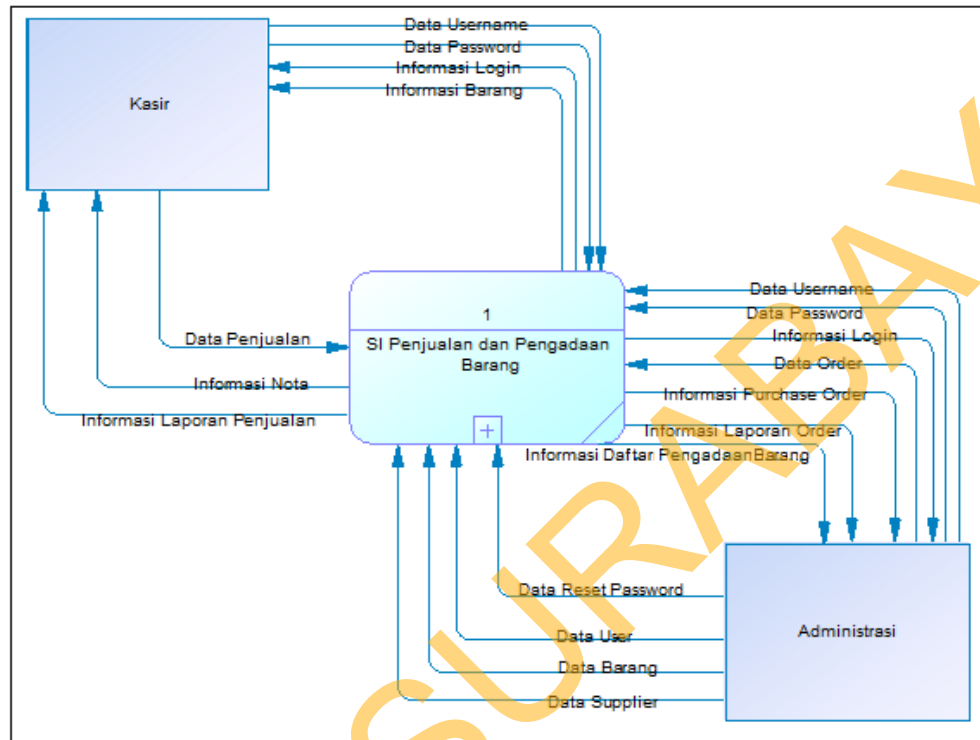 Data Username
Data Password
Informasi Login
Informasi Barang
Kasir
Data Username
Data Password
Informasi Login
Data Order
Informasi Purchase Order
Informasi Laporan Order
Informasi Daftar PengadaanBarang
1
SI Penjualan dan Pengadaan
Barang
Data Penjualan
Informasi Nota
Informasi Laporan Penjualan
Data Reset Password
Data User
Data Barang
Data Supplier
Administrasi
SURABAY